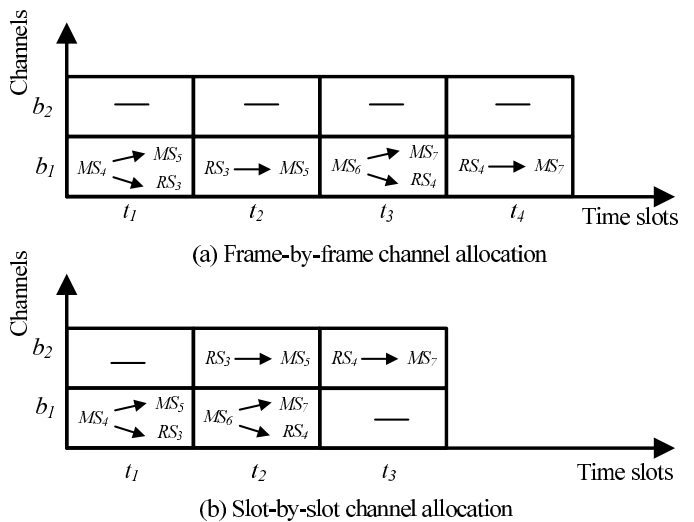 Channels
b2
b1
MS4 MS5 RS3
RS3 MS5
MS6 MS7 RS4
RS4 MS7
t1 t2 t3 t4 Time slots
(a) Frame-by-frame channel allocation
Channels
b2
RS3 MS5
RS4 MS7
b1
MS4 MS5 RS3
MS6 MS7 RS4
t1 t2 t3 Time slots
(b) Slot-by-slot channel allocation